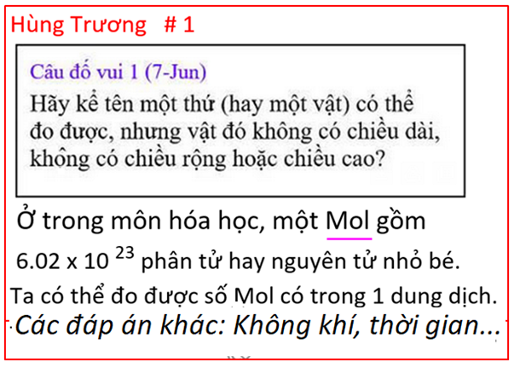 Hùng Trương # 1
Câu đố vui 1 (7-Jun)
Hãy kể tên một thứ (hay một vật) có thể
đo được, nhưng vật đó không có chiều dài,
không có chiều rộng hoặc chiều cao?
Ở trong môn hóa học, một Mol gồm
6.02 x 10 ²³ phân tử hay nguyên tử nhỏ bé.
Ta có thể đo được số Mol có trong 1 dung dịch.
Các đáp án khác: Không khí, thời gian...